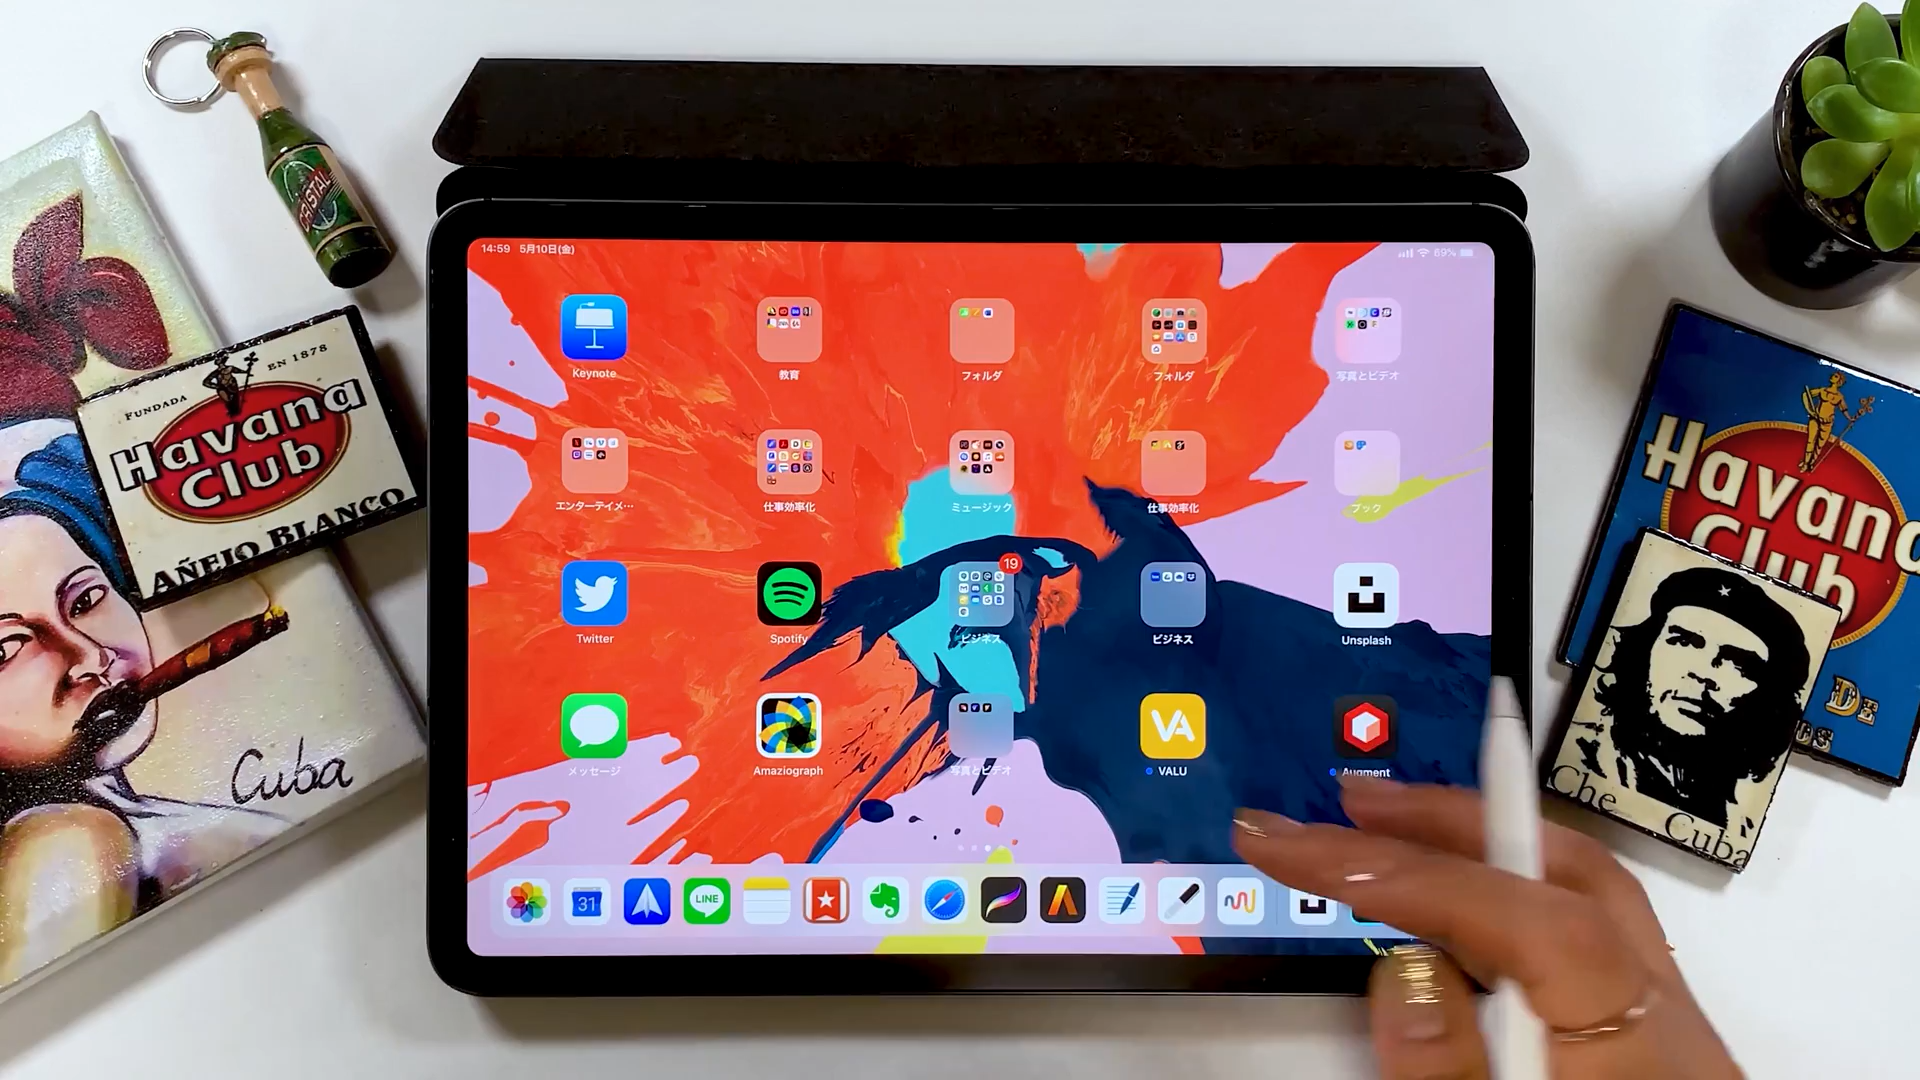 CRISTAL
FUNDADA
EN 1878
Havana
Club
AÑEJO BLANCO
Cuba
14:59 5月10日(金)
69%
Keynote
教育
フォルダ
フォルダ
写真とビデオ
エンターテイメ…
仕事効率化
ミュージック
仕事効率化
ブック
Twitter
Spotify
19
ビジネス
ビジネス
Unsplash
メッセージ
Amaziograph
写真とビデオ
VA
VALU
Augment
31
LINE
Havana
Club
DE
Che
Cuba